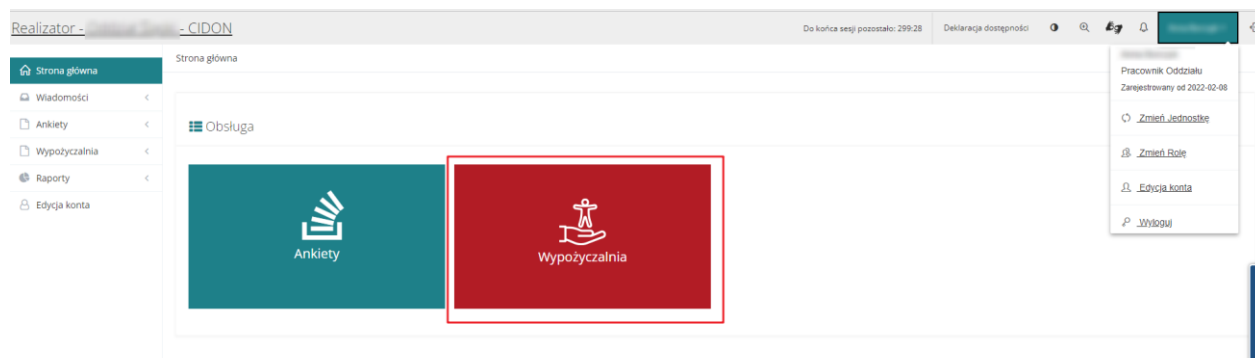 Realizator - - CIDON
Do końca sesji pozostało: 299:28
Deklaracja dostępności
Strona główna
Wiadomości
Ankiety
Wypożyczalnia
Raporty
Edycja konta
Strona główna
Obsługa
Ankiety
Wypożyczalnia
Pracownik Oddziału
Zarejestrowany od 2022-02-08
Zmień Jednostkę
Zmień Rolę
Edycja konta
Wyloguj